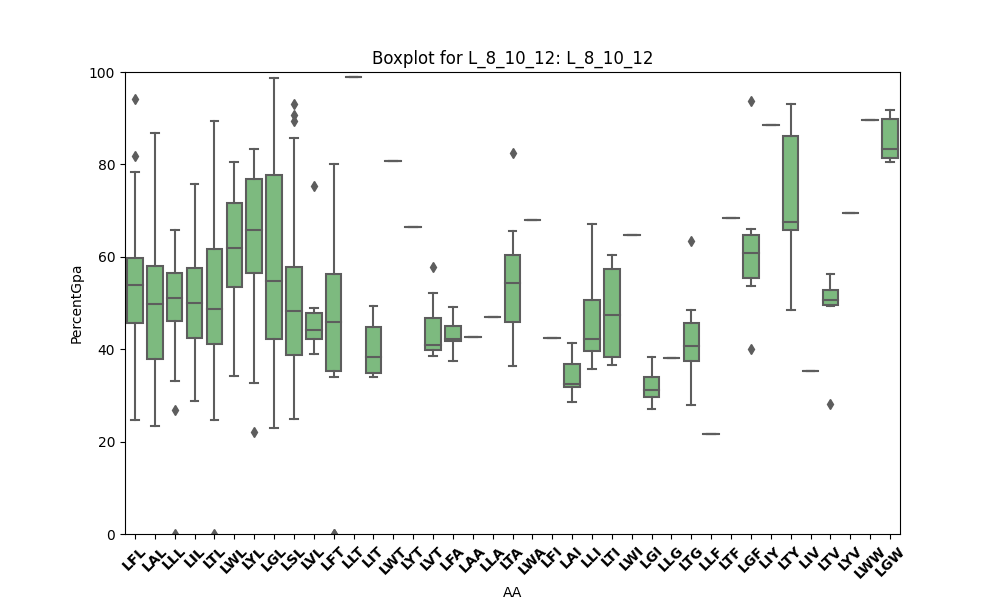 Boxplot for L_8_10_12: L_8_10_12
100
80
60
40
20
0
PercentGpa
LFL LAL LLL LIL LTL LWL LYL LGL LSL LVL LFT LLT LIT LWT LYT LVT LFA LAA LLA LTA LWA LFI LAI LLI LTI LWI LGI LLG LTG LLF LTF LGF LIY LTY LIV LTV LYV LWW LGW
AA